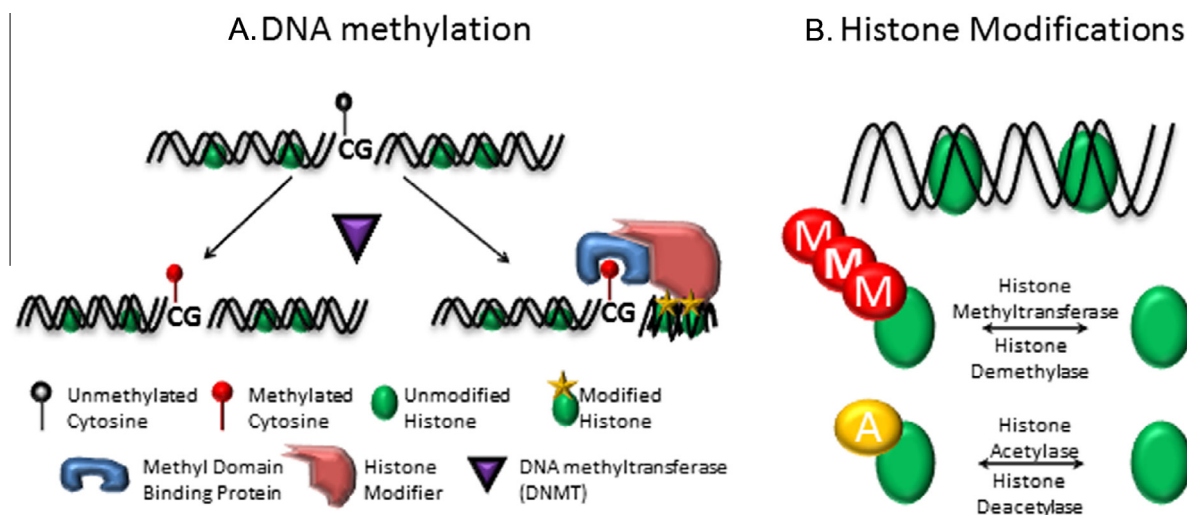 A. DNA methylation
CG
CG
CG
Unmethylated
Cytosine
Methylated
Cytosine
Unmodified
Histone
Modified
Histone
Methyl Domain
Binding Protein
Histone
Modifier
DNA methyltransferase
(DNMT)
B. Histone Modifications
M
M
M
Histone
Methyltransferase
Histone
Demethylase
A
Histone
Acetylase
Histone
Deacetylase